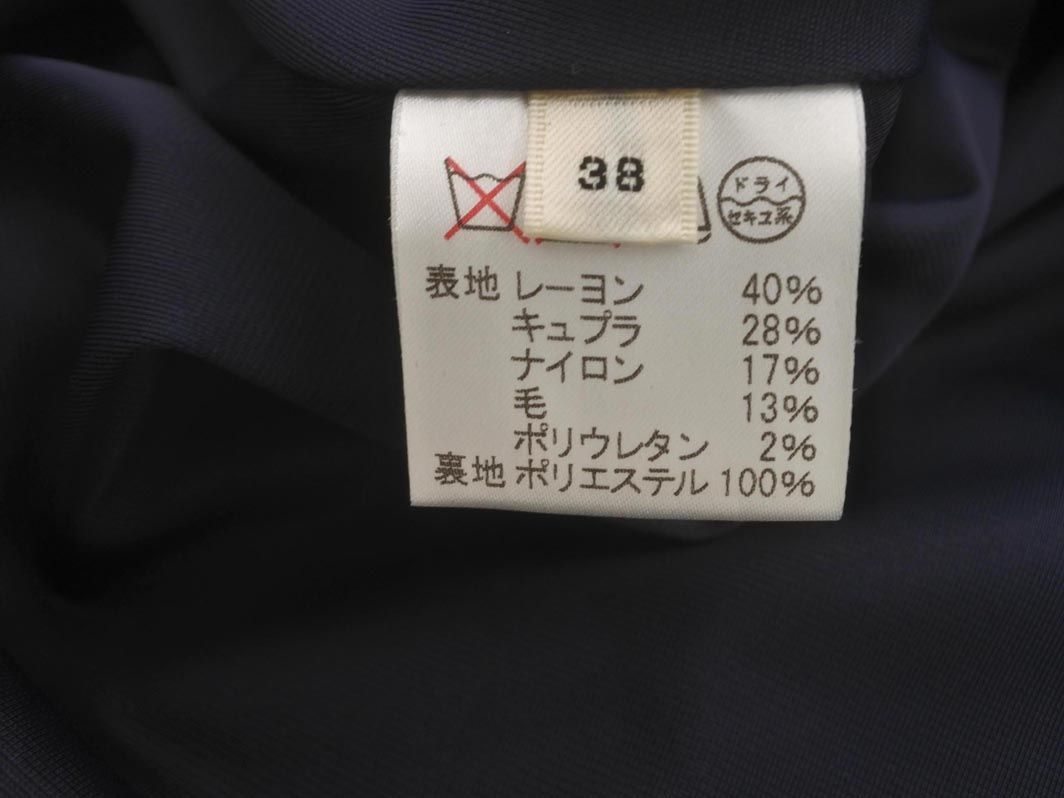 38
ドライ
セキユ系
表地 レーヨン 40%
キュプラ 28%
ナイロン 17%
毛 13%
ポリウレタン 2%
裏地 ポリエステル 100%